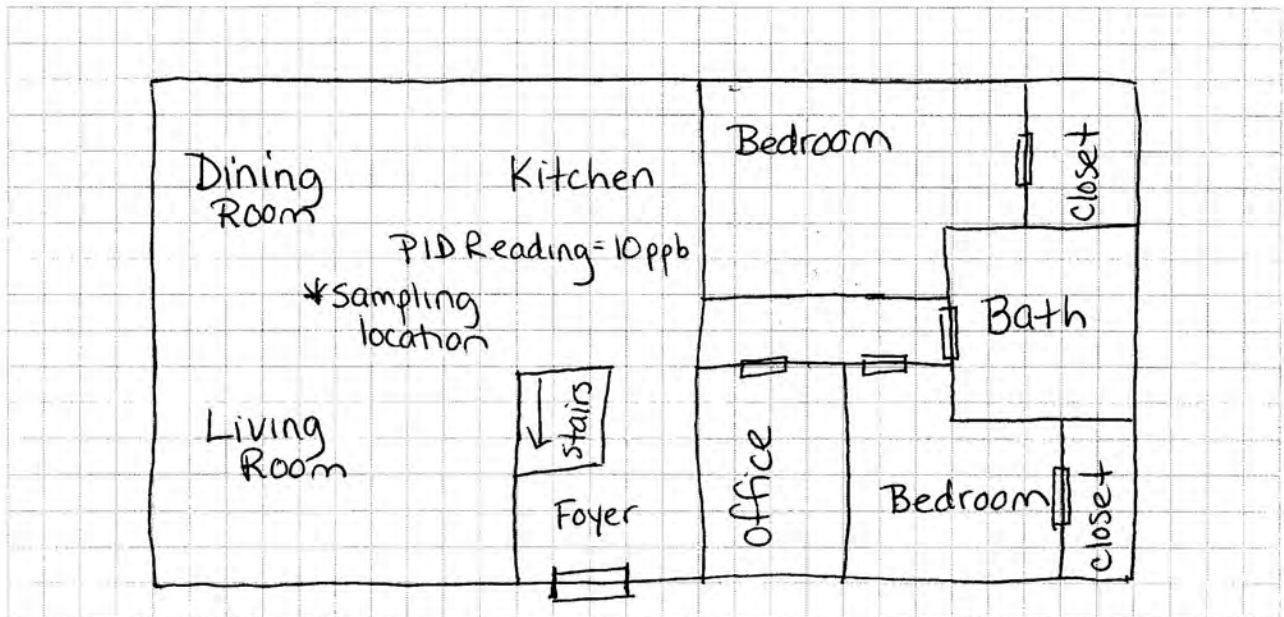 Dining
Room
Kitchen
Bedroom
closet
PID Reading = 10ppb
*Sampling
location
Bath
Living
Room
Stairs
Foyer
office
Bedroom
closet